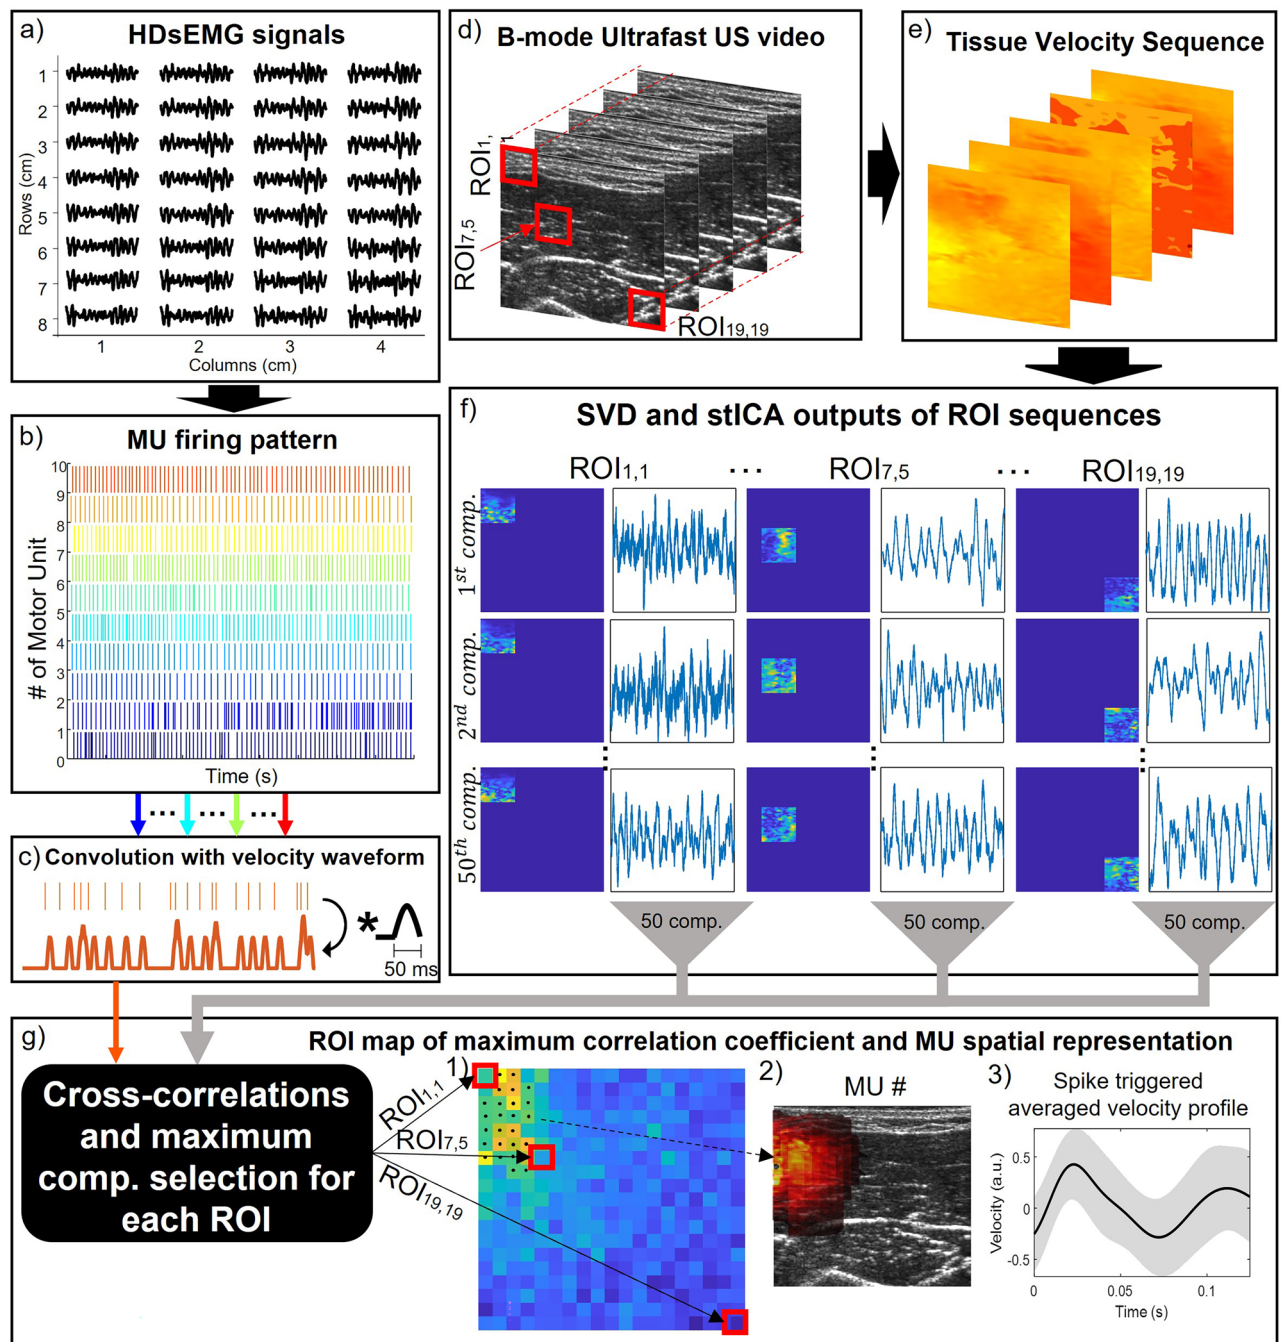 a)
HDsEMG signals
Rows (cm)
1
2
3
4
5
6
7
8
1 2 3 4
Columns (cm)
b)
MU firing pattern
# of Motor Unit
10
9
8
7
6
5
4
3
2
1
0
Time (s)
... ... ...
c) Convolution with velocity waveform
*
50 ms
d)
B-mode Ultrafast US video
ROI1,1
ROI7,5
ROI19,19
e)
Tissue Velocity Sequence
f)
SVD and stICA outputs of ROI sequences
ROI1,1 ... ROI7,5 ... ROI19,19
1st comp.
2nd comp.
50th comp.
50 comp. 50 comp. 50 comp.
g)
ROI map of maximum correlation coefficient and MU spatial representation
Cross-correlations
and maximum
comp. selection for
each ROI
1)
ROI1,1
ROI7,5
ROI19,19
2)
MU #
3)
Spike triggered
averaged velocity profile
Velocity (a.u.)
0.5
0
-0.5
0 0.05 0.1
Time (s)